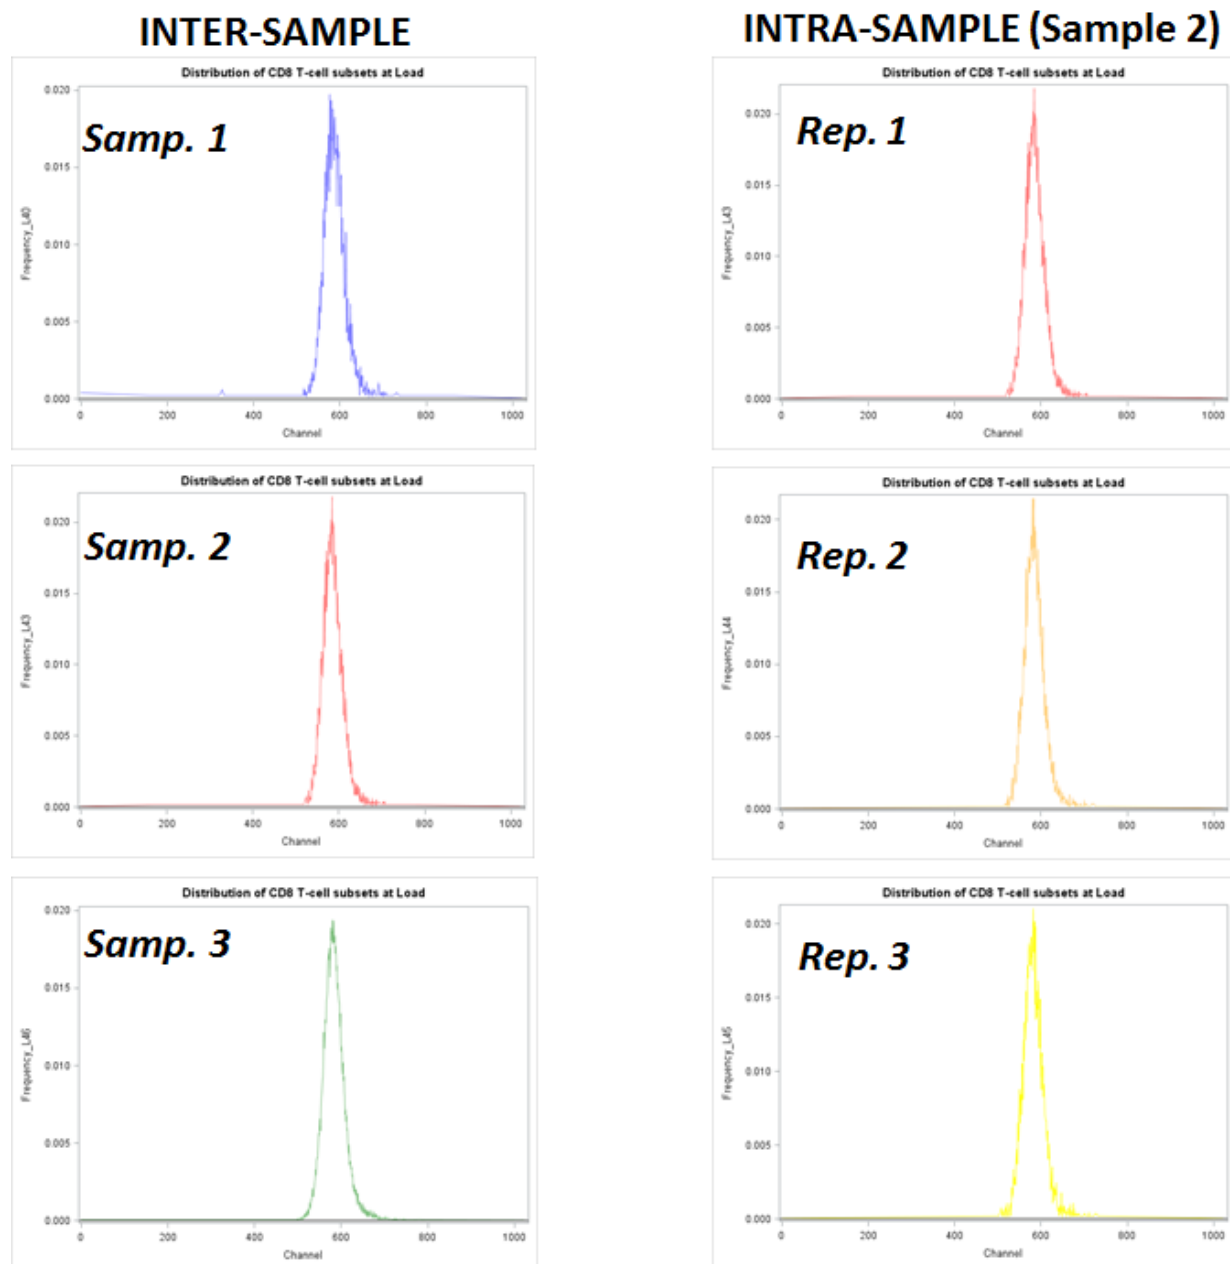 INTER-SAMPLE
INTRA-SAMPLE (Sample 2)
Distribution of CD8 T-cell subsets at Load
Samp. 1
Frequency_L40
0.020
0.015
0.010
0.005
0.000
0 200 400 600 800 1000
Channel
Distribution of CD8 T-cell subsets at Load
Rep. 1
Frequency_L43
0.020
0.015
0.010
0.005
0.000
0 200 400 600 800 1000
Channel
Distribution of CD8 T-cell subsets at Load
Samp. 2
Frequency_L43
0.020
0.015
0.010
0.005
0.000
0 200 400 600 800 1000
Channel
Distribution of CD8 T-cell subsets at Load
Rep. 2
Frequency_L44
0.020
0.015
0.010
0.005
0.000
0 200 400 600 800 1000
Channel
Distribution of CD8 T-cell subsets at Load
Samp. 3
Frequency_L46
0.020
0.015
0.010
0.005
0.000
0 200 400 600 800 1000
Channel
Distribution of CD8 T-cell subsets at Load
Rep. 3
Frequency_L45
0.020
0.015
0.010
0.005
0.000
0 200 400 600 800 1000
Channel